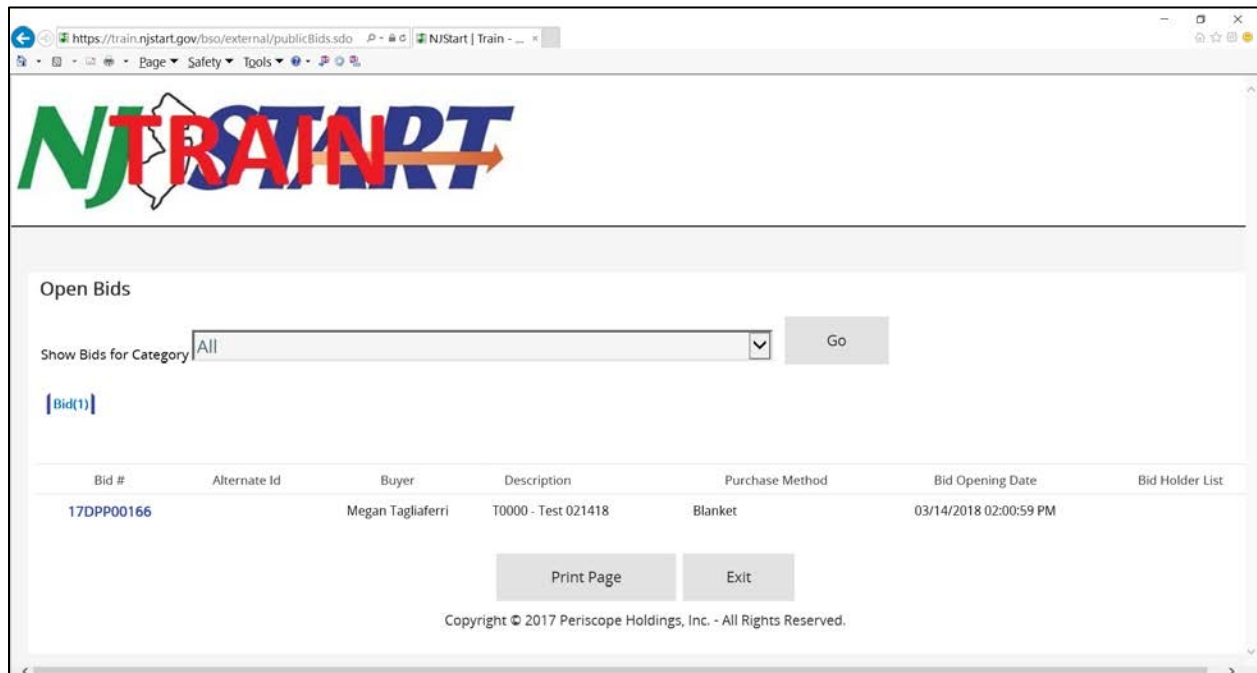 https://train.njstart.gov/bso/external/publicBids.sdo NJStart | Train - ...
Page Safety Tools
NJ START
TRAIN
Open Bids
Show Bids for Category All Go
Bid(1)
Bid # Alternate Id Buyer Description Purchase Method Bid Opening Date Bid Holder List
17DPP00166 Megan Tagliaferri T0000 - Test 021418 Blanket 03/14/2018 02:00:59 PM
Print Page Exit
Copyright © 2017 Periscope Holdings, Inc. - All Rights Reserved.